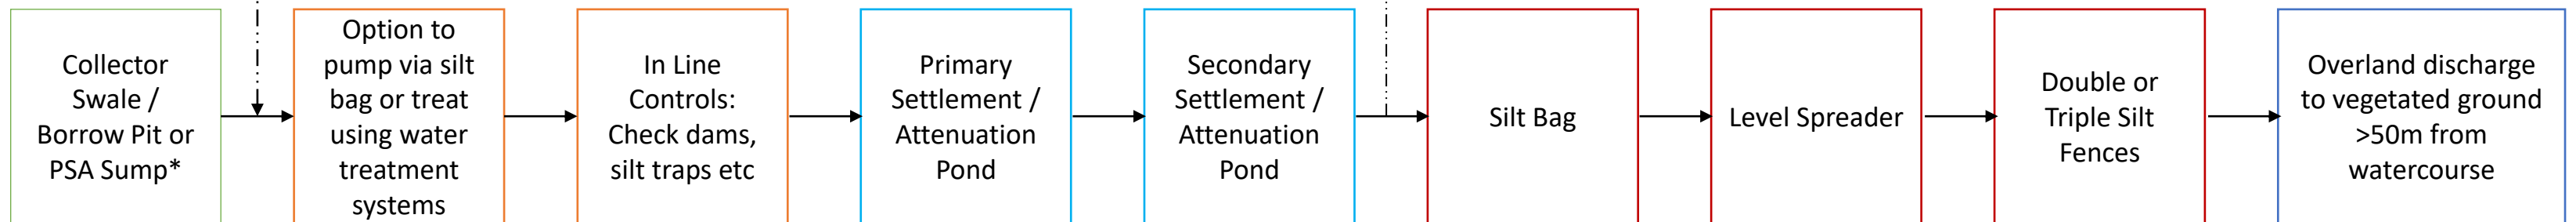 Collector
Swale /
Borrow Pit or
PSA Sump*
Option to
pump via silt
bag or treat
using water
treatment
systems
In Line
Controls:
Check dams,
silt traps etc
Primary
Settlement /
Attenuation
Pond
Secondary
Settlement /
Attenuation
Pond
Silt Bag
Level Spreader
Double or
Triple Silt
Fences
Overland discharge
to vegetated ground
>50m from
watercourse